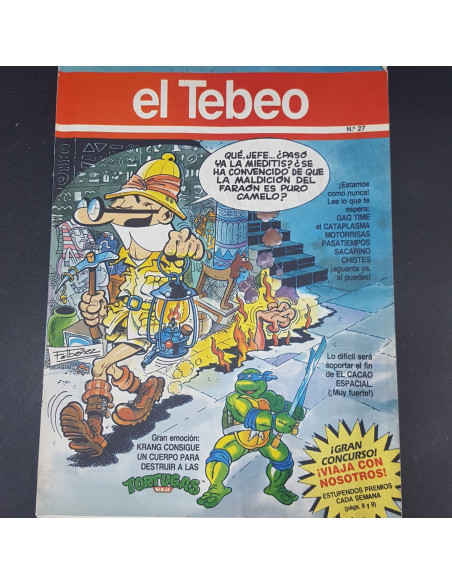 el Tebeo
N.º 27
QUÉ, JEFE... ¿PASÓ
YA LA MIEDITIS? ¿SE
HA CONVENCIDO DE QUE
LA MALDICIÓN DEL
FARAÓN ES PURO
CAMELO?
¡Estamos
como nunca!
Lee lo que te
espera:
GAG TIME
el CATAPLASMA
MOTORRISAS
PASATIEMPOS
SACARINO
CHISTES
¡aguanta ya,
si puedes!
Lo difícil será
soportar el fin
de EL CACAO
ESPACIAL.
(¡Muy fuerte!)
Gran emoción:
KRANG CONSIGUE
UN CUERPO PARA
DESTRUIR A LAS
TORTUGAS
NINJA
¡GRAN
CONCURSO!
¡VIAJA CON
NOSOTROS!
ESTUPENDOS PREMIOS
CADA SEMANA
(págs. 8 y 9)